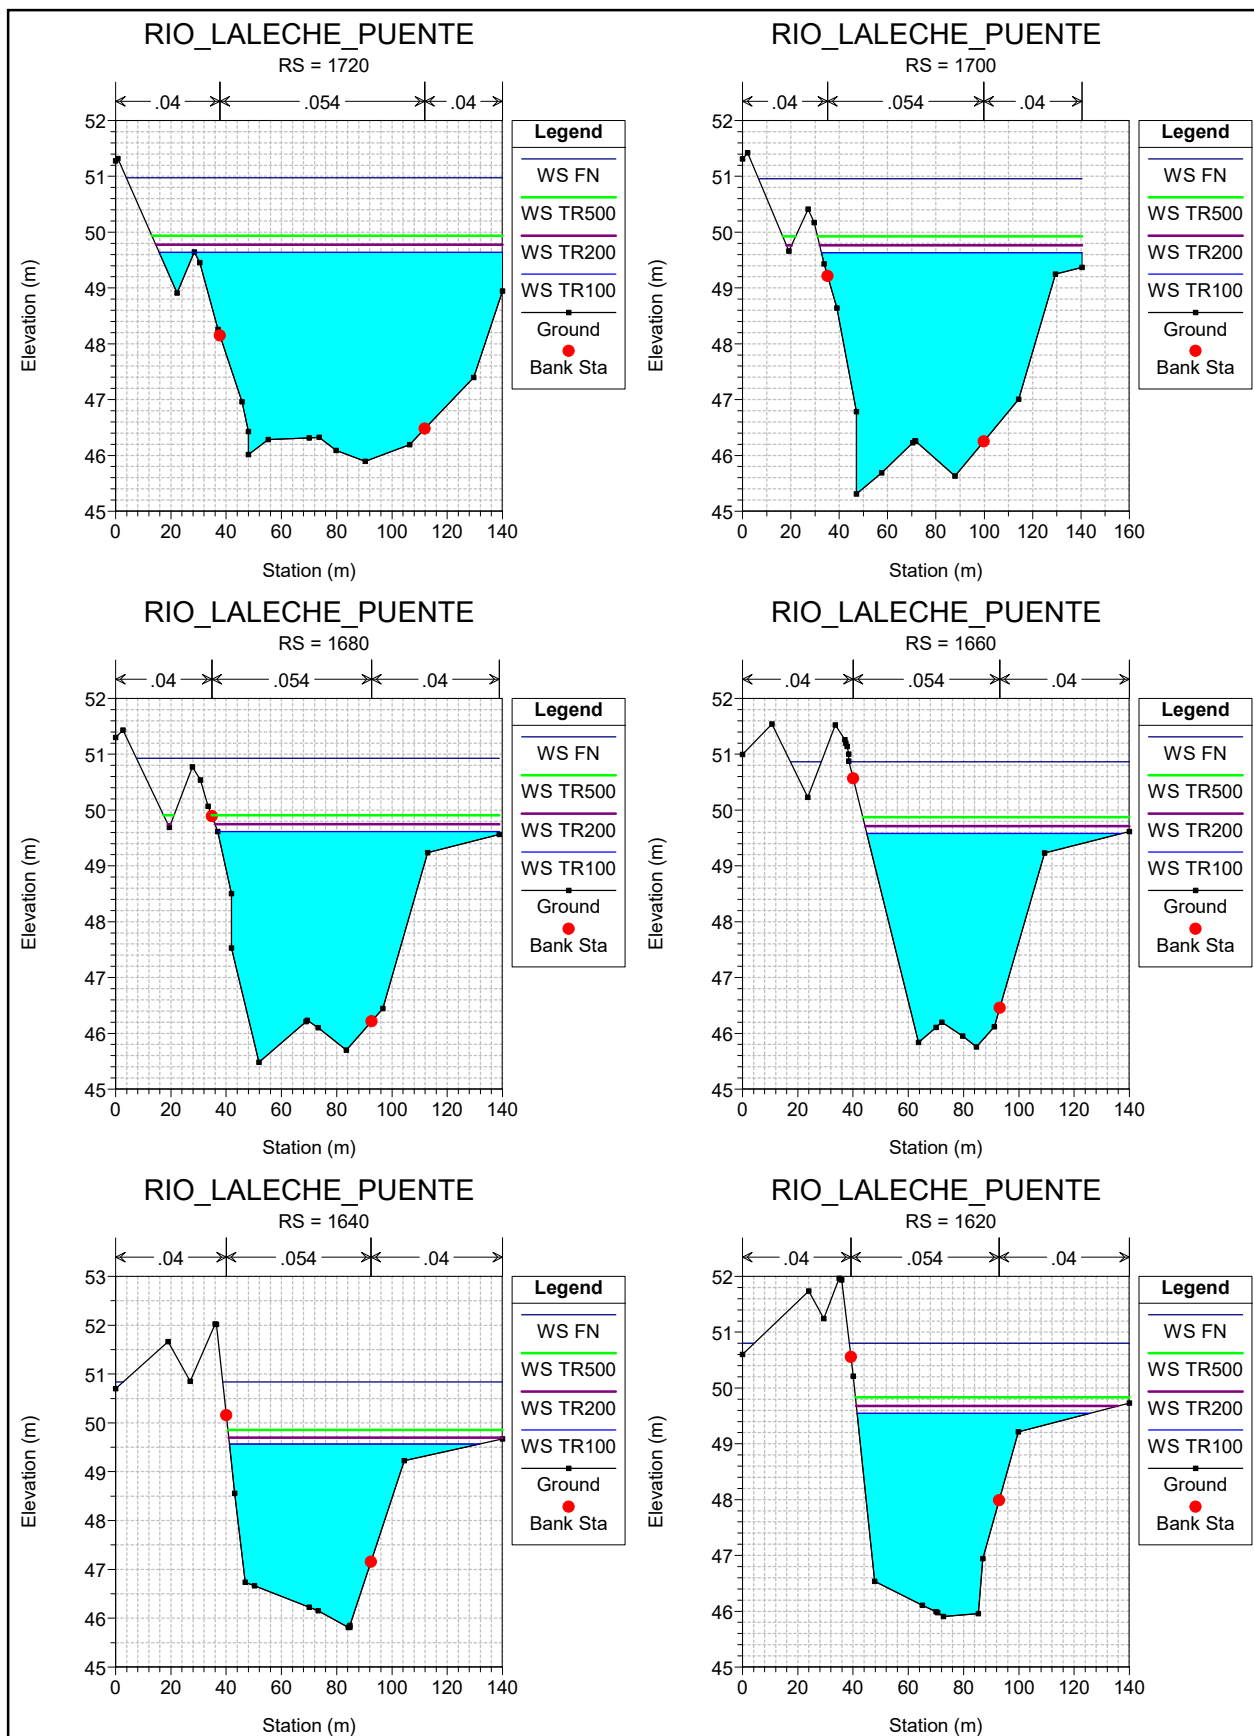 RIO_LALECHE_PUENTE
RS = 1720
.04 .054 .04
52
51
50
49
48
47
46
45
0 20 40 60 80 100 120 140
Station (m)
Elevation (m)
Legend
WS FN
WS TR500
WS TR200
WS TR100
Ground
Bank Sta
RIO_LALECHE_PUENTE
RS = 1700
.04 .054 .04
52
51
50
49
48
47
46
45
0 20 40 60 80 100 120 140 160
Station (m)
Elevation (m)
Legend
WS FN
WS TR500
WS TR200
WS TR100
Ground
Bank Sta
RIO_LALECHE_PUENTE
RS = 1680
.04 .054 .04
52
51
50
49
48
47
46
45
0 20 40 60 80 100 120 140
Station (m)
Elevation (m)
Legend
WS FN
WS TR500
WS TR200
WS TR100
Ground
Bank Sta
RIO_LALECHE_PUENTE
RS = 1660
.04 .054 .04
52
51
50
49
48
47
46
45
0 20 40 60 80 100 120 140
Station (m)
Elevation (m)
Legend
WS FN
WS TR500
WS TR200
WS TR100
Ground
Bank Sta
RIO_LALECHE_PUENTE
RS = 1640
.04 .054 .04
53
52
51
50
49
48
47
46
45
0 20 40 60 80 100 120 140
Station (m)
Elevation (m)
Legend
WS FN
WS TR500
WS TR200
WS TR100
Ground
Bank Sta
RIO_LALECHE_PUENTE
RS = 1620
.04 .054 .04
52
51
50
49
48
47
46
45
0 20 40 60 80 100 120 140
Station (m)
Elevation (m)
Legend
WS FN
WS TR500
WS TR200
WS TR100
Ground
Bank Sta